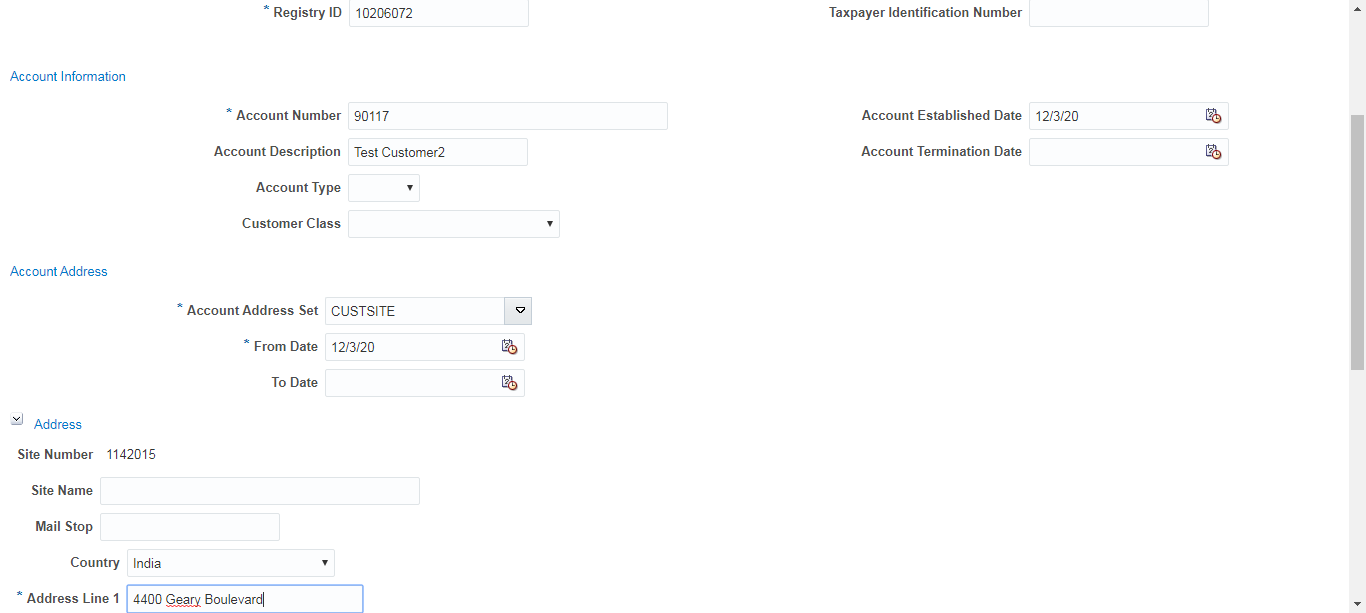 * Registry ID 10206072 Taxpayer Identification Number
Account Information
* Account Number 90117 Account Established Date 12/3/20
Account Description Test Customer2 Account Termination Date
Account Type
Customer Class
Account Address
* Account Address Set CUSTSITE
* From Date 12/3/20
To Date
Address
Site Number 1142015
Site Name
Mail Stop
Country India
* Address Line 1 4400 Geary Boulevard